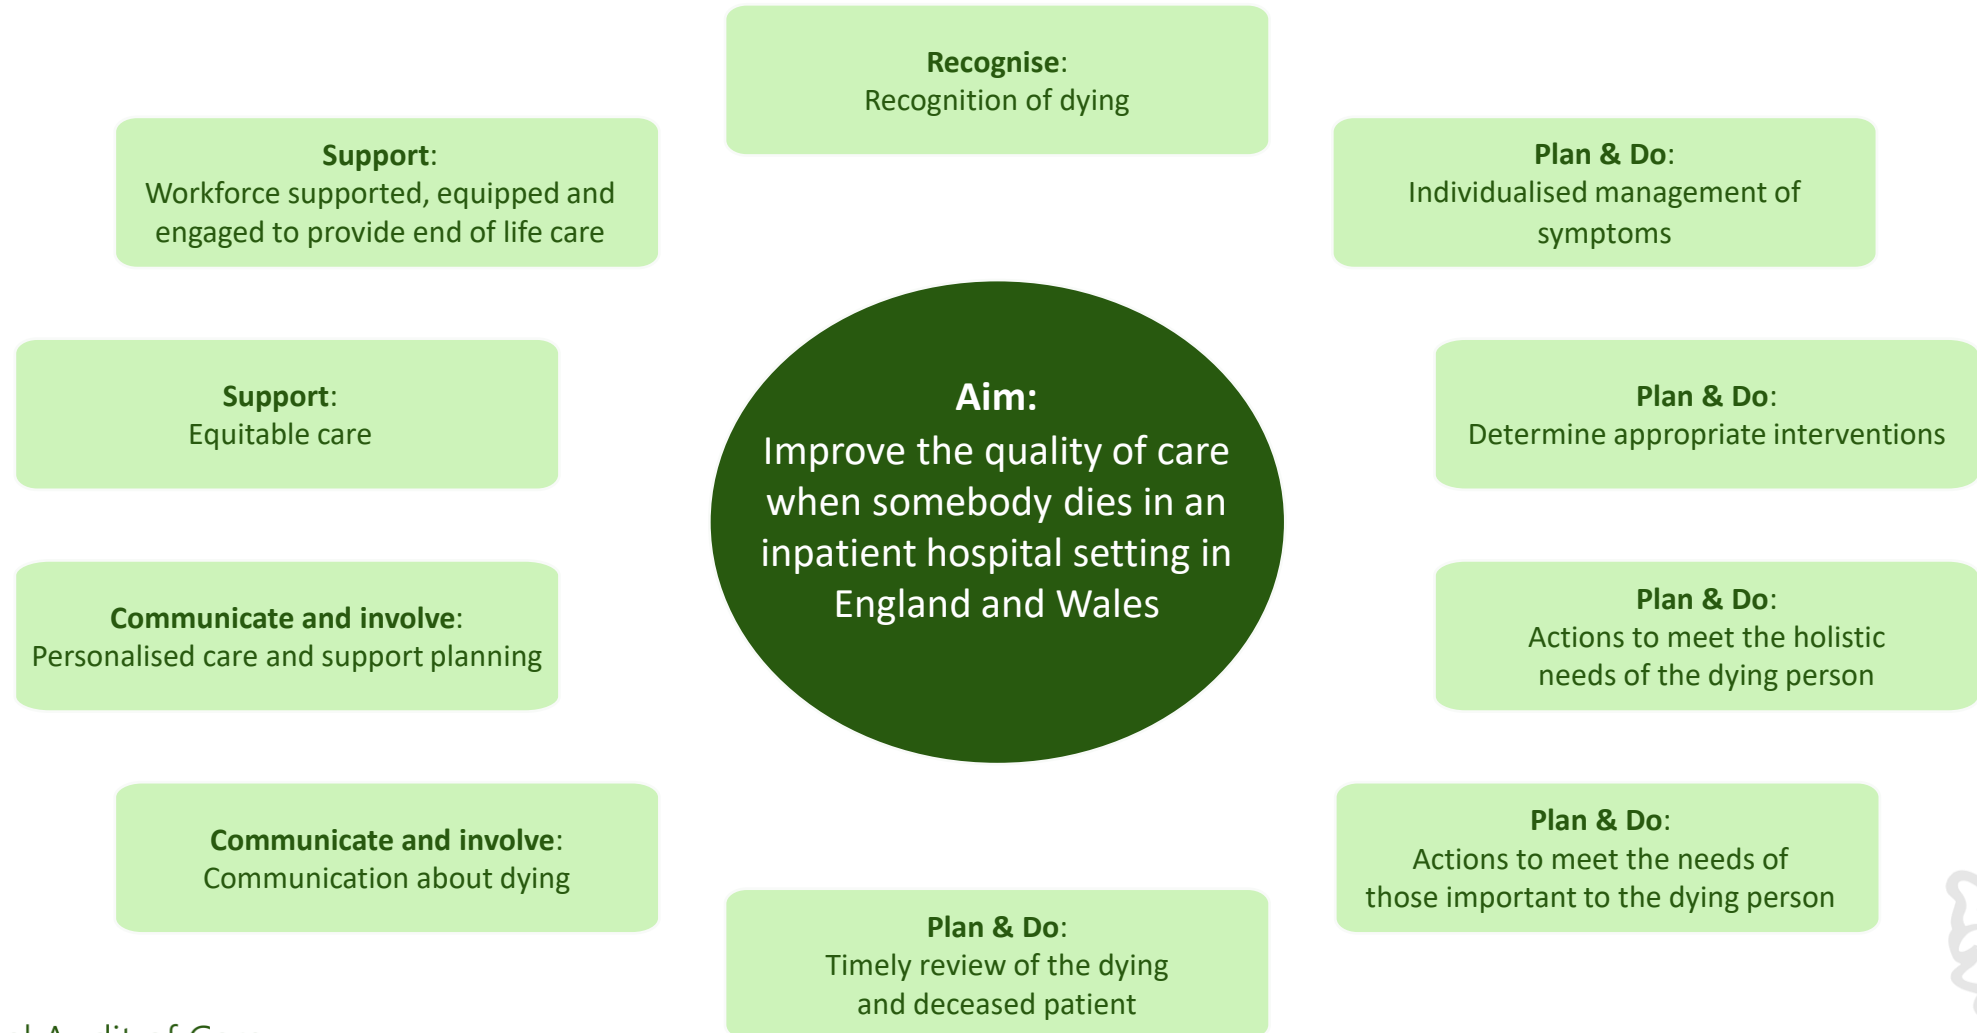 Recognise:
Recognition of dying
Support:
Workforce supported, equipped and
engaged to provide end of life care
Plan & Do:
Individualised management of
symptoms
Support:
Equitable care
Aim:
Improve the quality of care
when somebody dies in an
inpatient hospital setting in
England and Wales
Plan & Do:
Determine appropriate interventions
Communicate and involve:
Personalised care and support planning
Plan & Do:
Actions to meet the holistic
needs of the dying person
Communicate and involve:
Communication about dying
Plan & Do:
Actions to meet the needs of
those important to the dying person
Plan & Do:
Timely review of the dying
and deceased patient